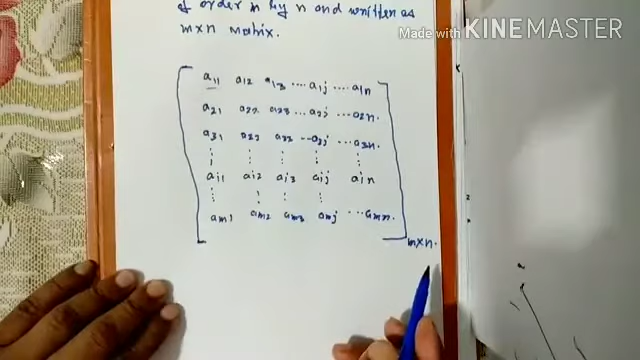 of order m by n and written as
Made with KINEMASTER
m×n matrix.
a11 a12 a13 ... a1j .... a1n
a21 a22 a23 ... a2j ... a2n.
a31 a32 a33 ... a3j ... a3n.
⋮ ⋮ ⋮ ⋮ ⋮
ai1 ai2 ai3 aij ain
⋮ ⋮ ⋮ ⋮
am1 am2 am3 amj ... amn.
m×n.